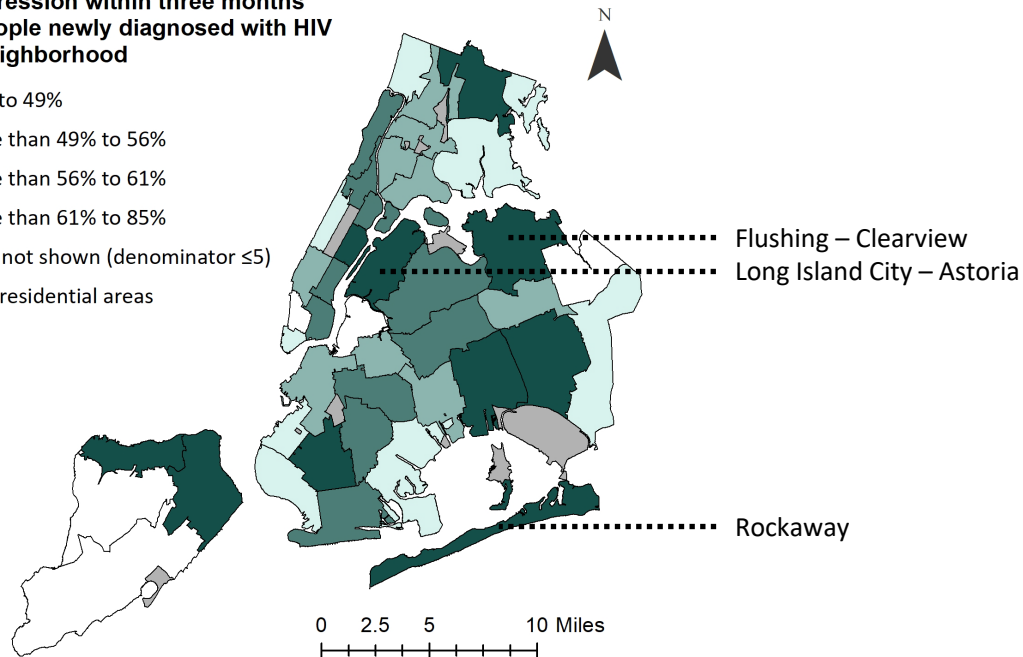 ression within three months
ople newly diagnosed with HIV
ighborhood
to 49%
e than 49% to 56%
e than 56% to 61%
e than 61% to 85%
not shown (denominator ≤5)
residential areas
N
Flushing – Clearview
Long Island City – Astoria
Rockaway
0 2.5 5 10 Miles